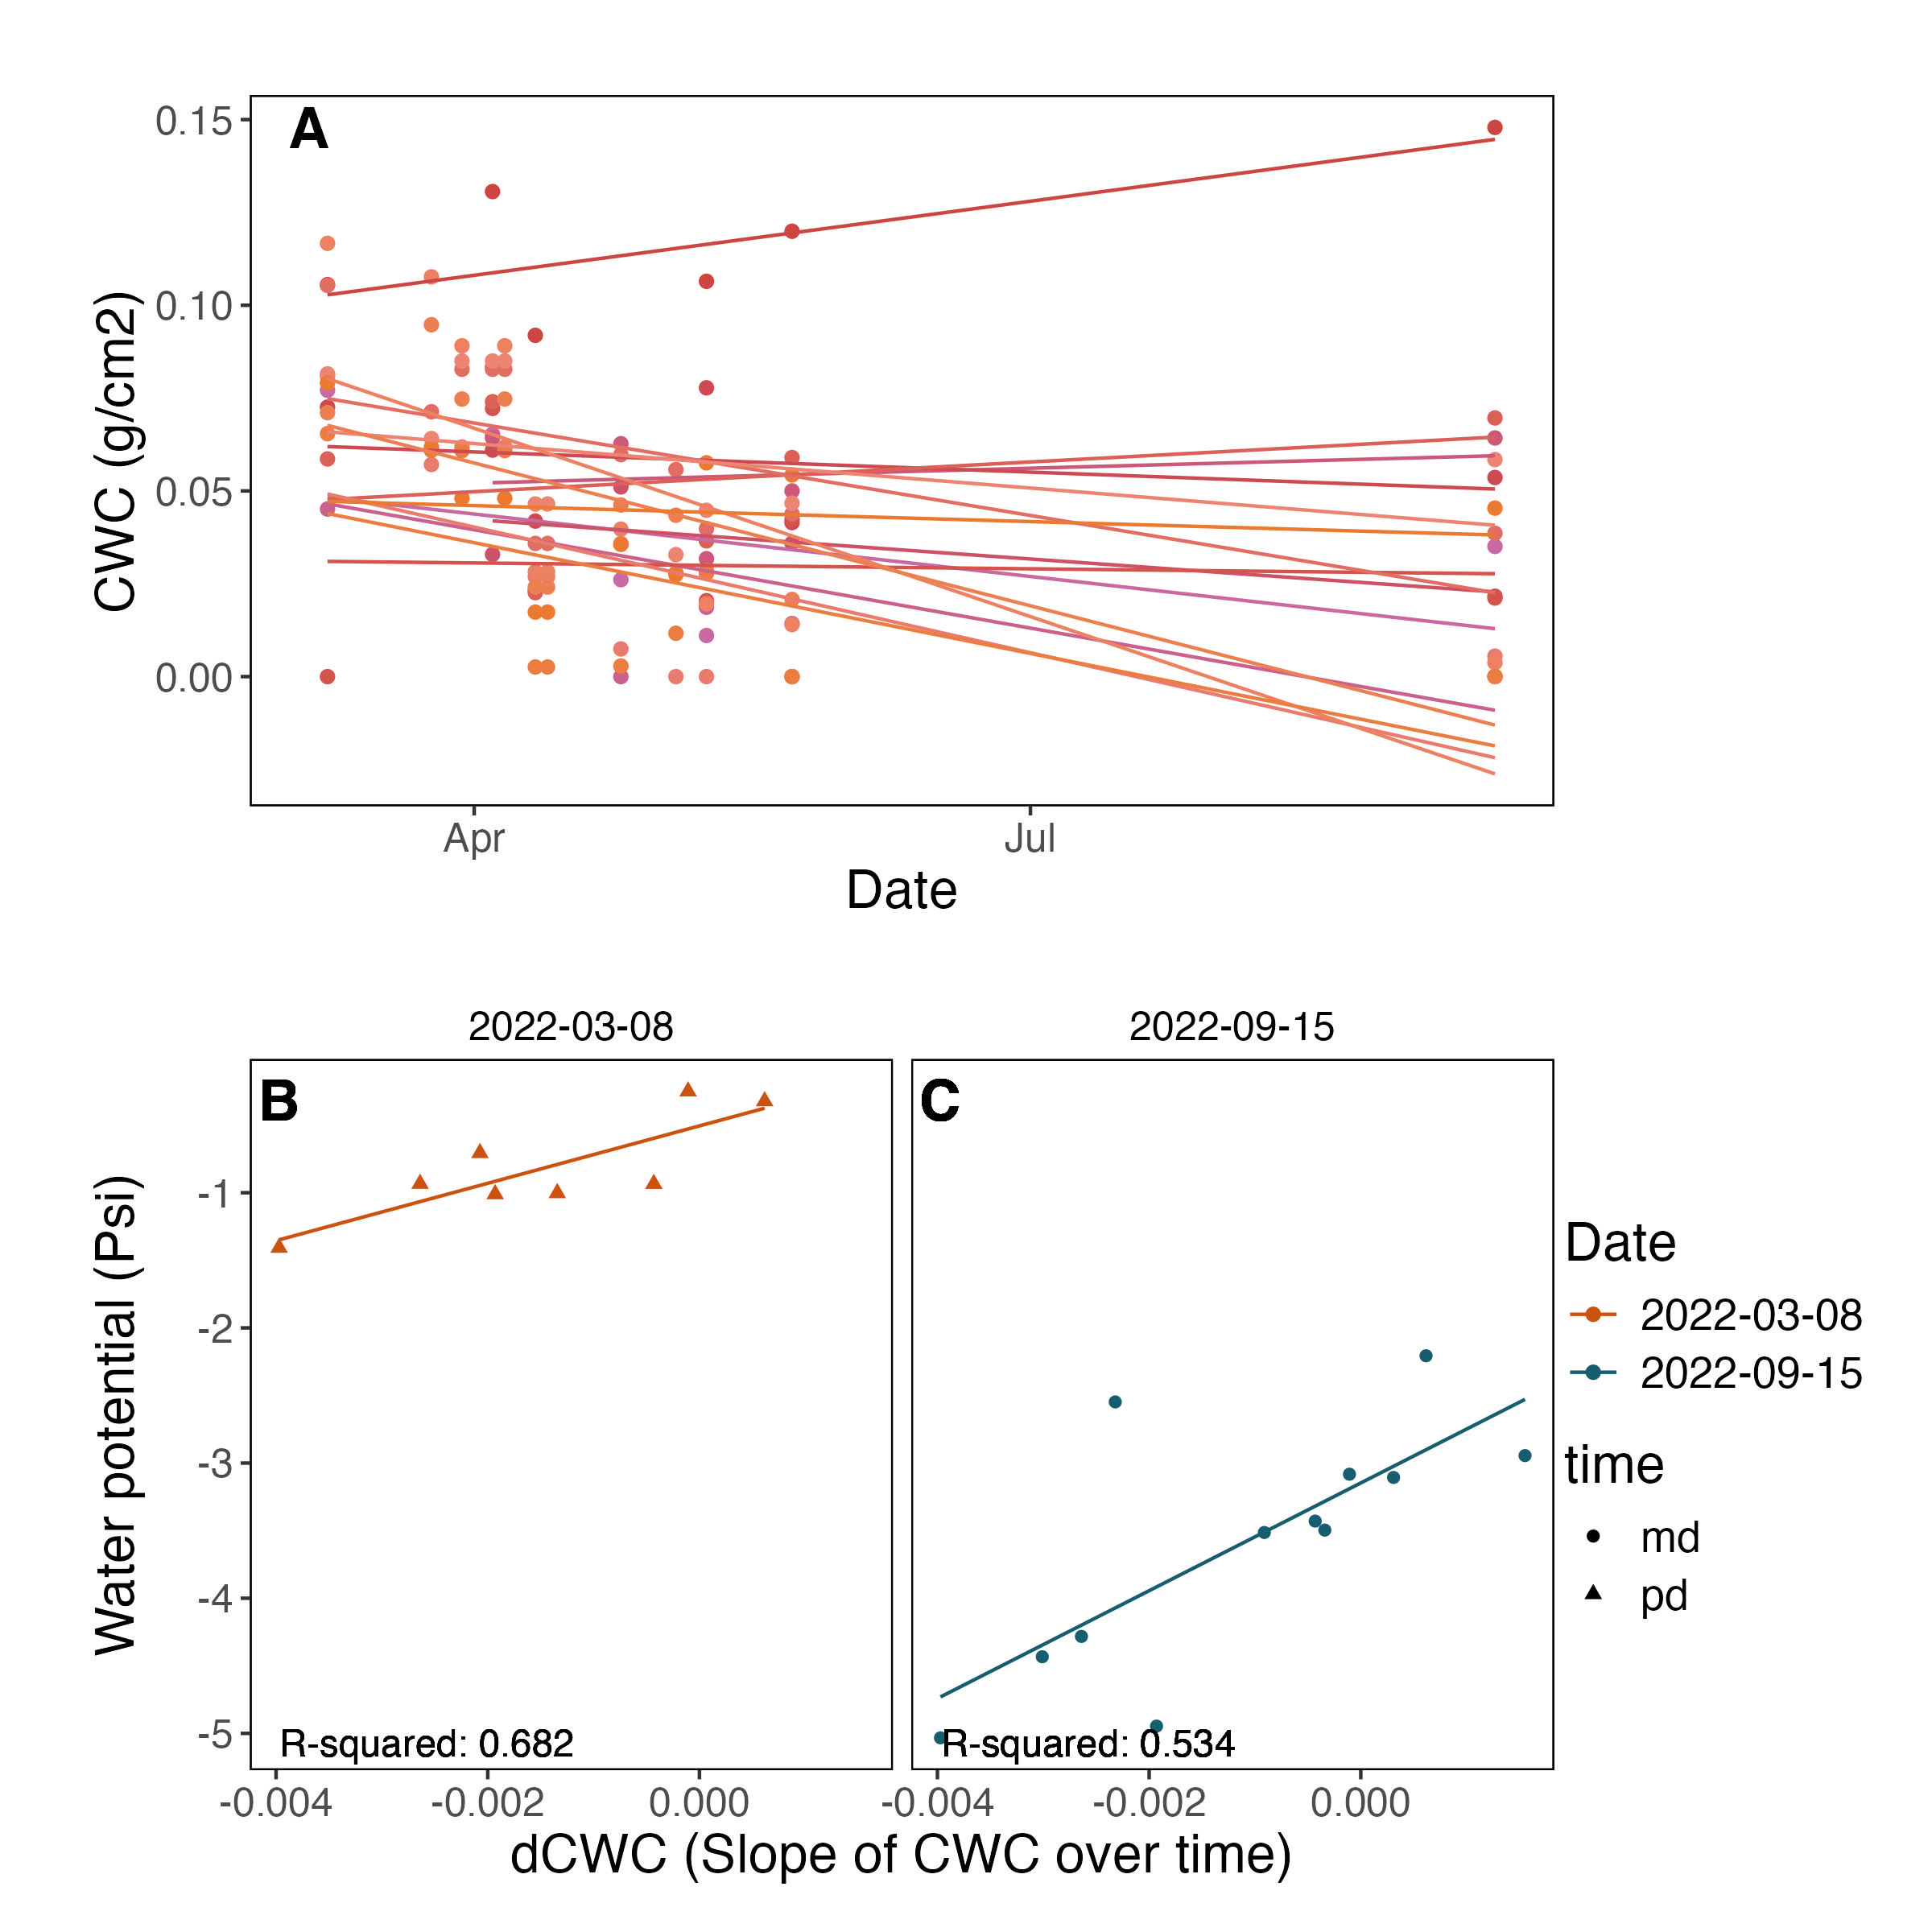 A
0.15
0.10
0.05
0.00
CWC (g/cm2)
Apr
Jul
Date
2022-03-08
2022-09-15
B
C
-1
-2
-3
-4
-5
Water potential (Psi)
R-squared: 0.682
R-squared: 0.534
-0.004
-0.002
0.000
-0.004
-0.002
0.000
dCWC (Slope of CWC over time)
Date
2022-03-08
2022-09-15
time
md
pd